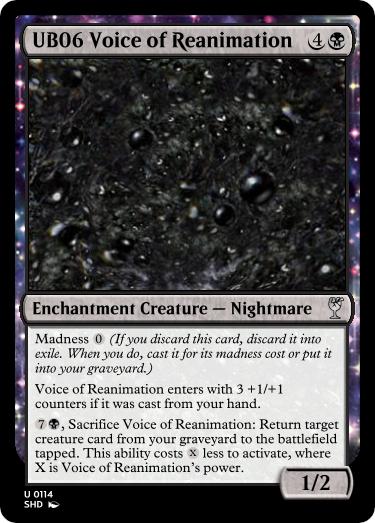 UB06 Voice of Reanimation 4
Enchantment Creature — Nightmare
Madness 0 (If you discard this card, discard it into
exile. When you do, cast it for its madness cost or put it
into your graveyard.)
Voice of Reanimation enters with 3 +1/+1
counters if it was cast from your hand.
7, Sacrifice Voice of Reanimation: Return target
creature card from your graveyard to the battlefield
tapped. This ability costs X less to activate, where
X is Voice of Reanimation's power.
1/2
U 0114
SHD